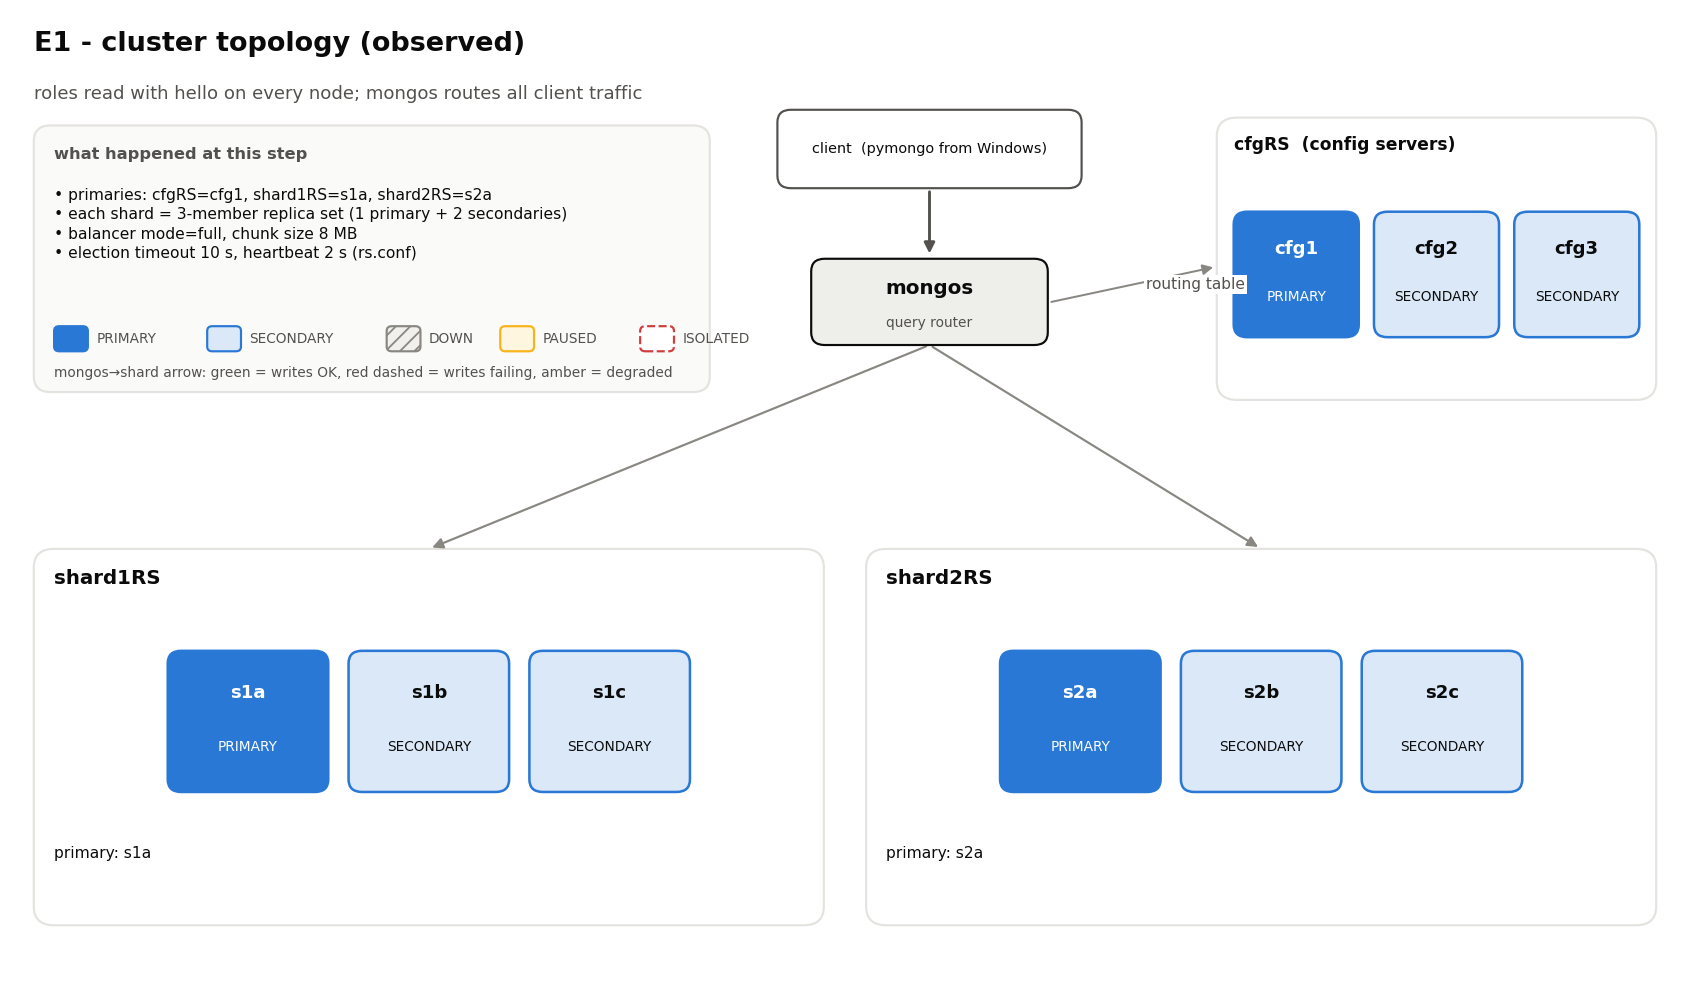 E1 - cluster topology (observed)
roles read with hello on every node; mongos routes all client traffic
what happened at this step
• primaries: cfgRS=cfg1, shard1RS=s1a, shard2RS=s2a
• each shard = 3-member replica set (1 primary + 2 secondaries)
• balancer mode=full, chunk size 8 MB
• election timeout 10 s, heartbeat 2 s (rs.conf)
PRIMARY
SECONDARY
DOWN
PAUSED
ISOLATED
mongos→shard arrow: green = writes OK, red dashed = writes failing, amber = degraded
client (pymongo from Windows)
mongos
query router
routing table
cfgRS (config servers)
cfg1
PRIMARY
cfg2
SECONDARY
cfg3
SECONDARY
shard1RS
s1a
PRIMARY
s1b
SECONDARY
s1c
SECONDARY
primary: s1a
shard2RS
s2a
PRIMARY
s2b
SECONDARY
s2c
SECONDARY
primary: s2a